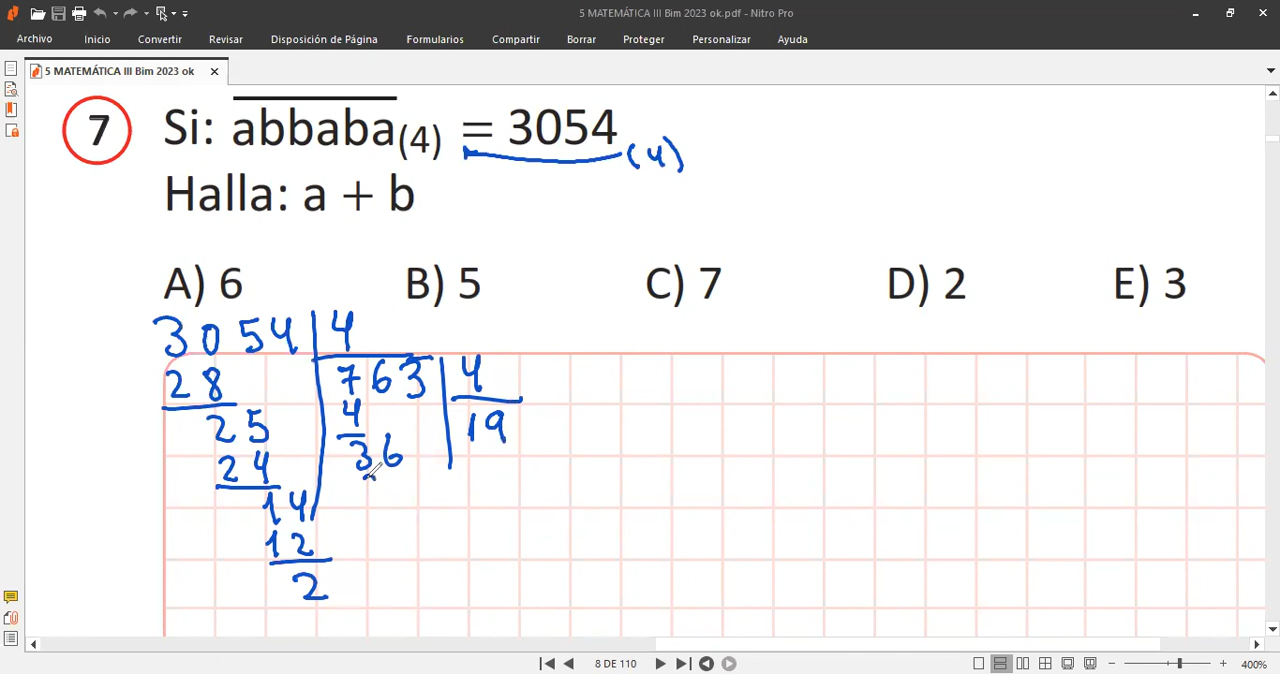 5 MATEMÁTICA III Bim 2023 ok.pdf - Nitro Pro
Archivo Inicio Convertir Revisar Disposición de Página Formularios Compartir Borrar Proteger Personalizar Ayuda
5 MATEMÁTICA III Bim 2023 ok
7 Si: abbaba(4) = 3054 (4)
Halla: a + b
A) 6 B) 5 C) 7 D) 2 E) 3
3054 4
28 763 4
25 4 19
24 36
14
12
2
8 DE 110
400%